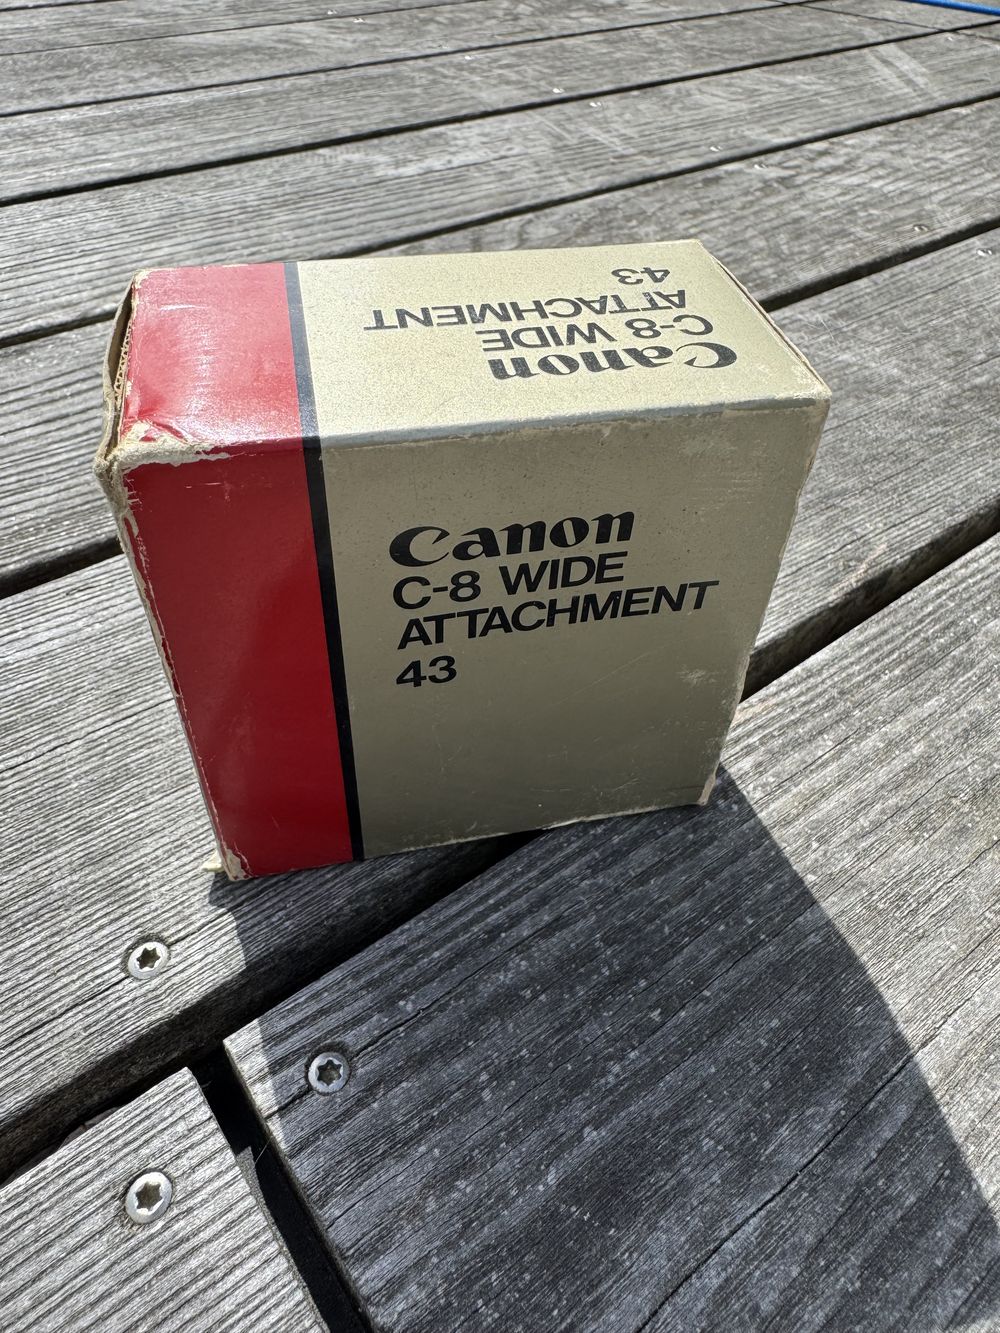 Canon
C-8 WIDE
ATTACHMENT
43
Canon
C-8 WIDE
ATTACHMENT
43